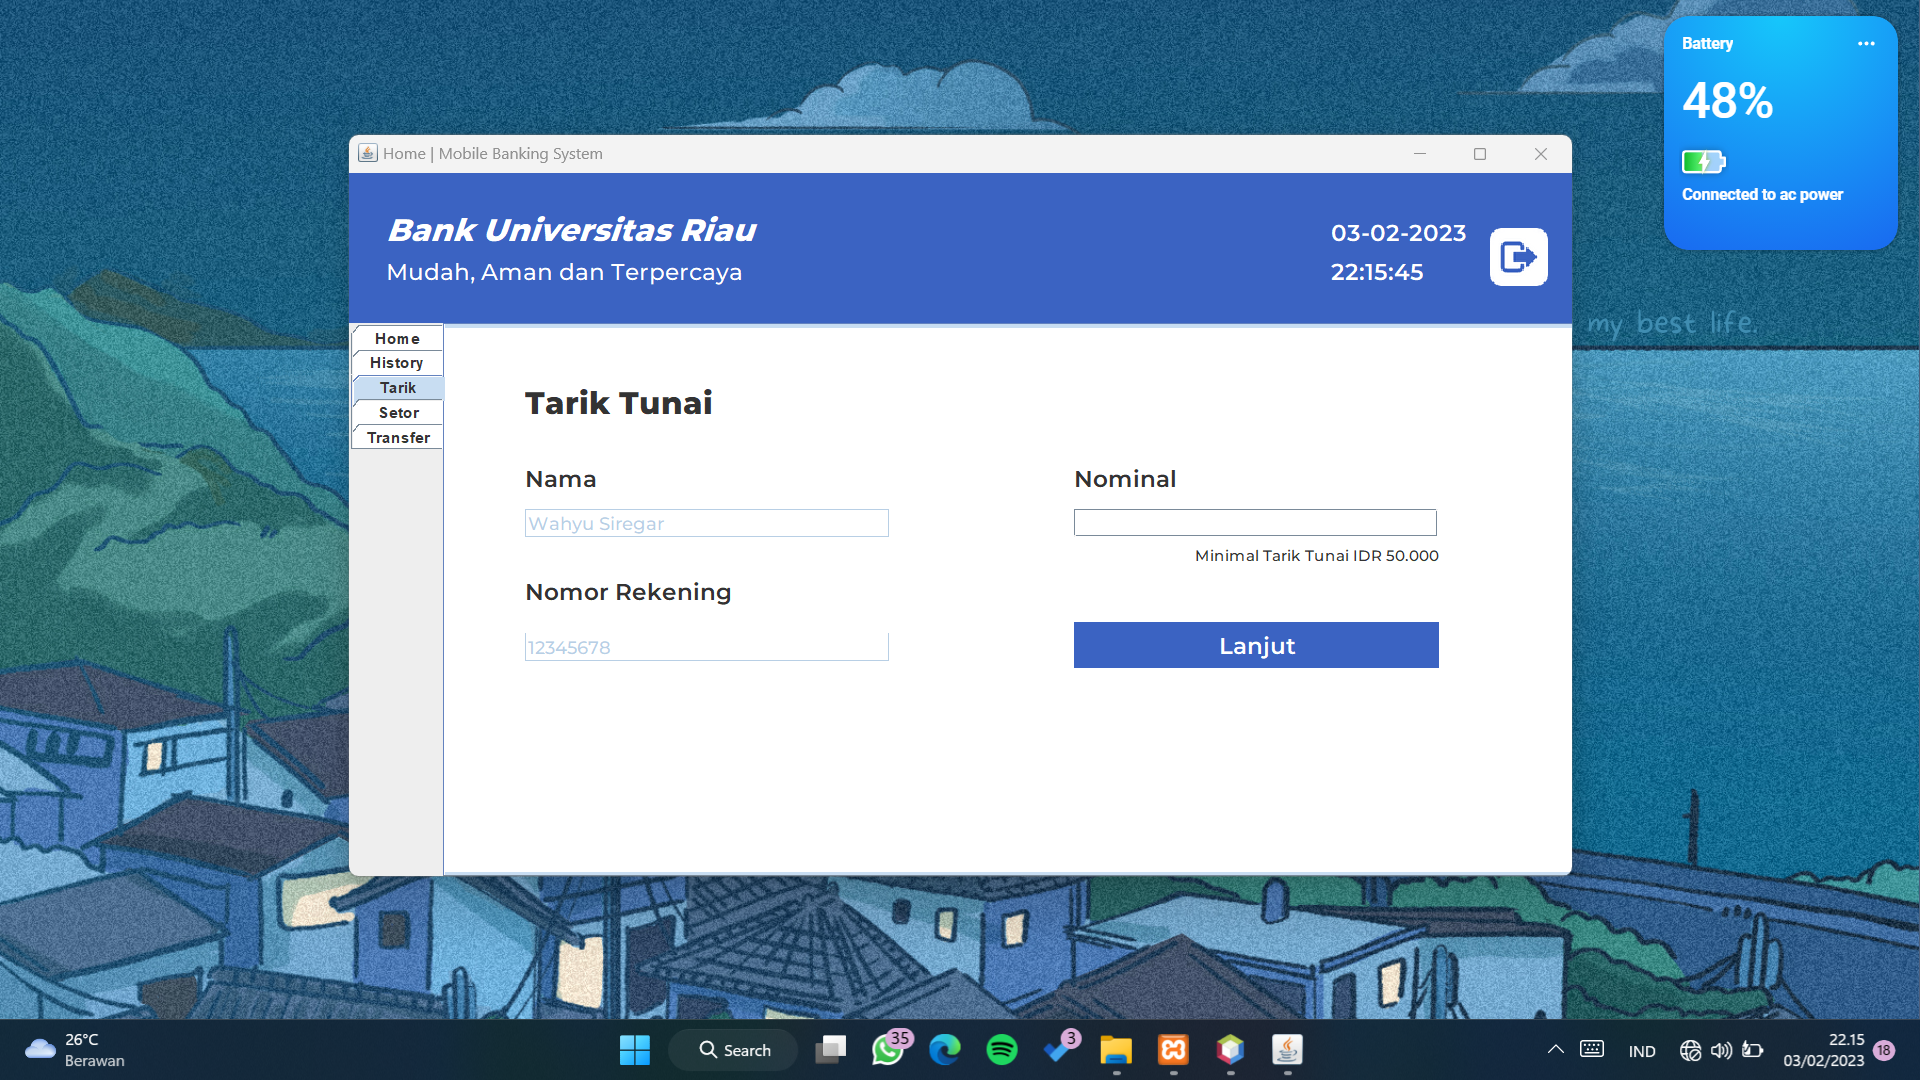 Battery
48%
Connected to ac power
my best life.
Home | Mobile Banking System
Bank Universitas Riau
Mudah, Aman dan Terpercaya
03-02-2023
22:15:45
Home
History
Tarik
Setor
Transfer
Tarik Tunai
Nama
Wahyu Siregar
Nomor Rekening
12345678
Nominal
Minimal Tarik Tunai IDR 50.000
Lanjut
26°C
Berawan
Search
35
3
IND
22.15
03/02/2023
18